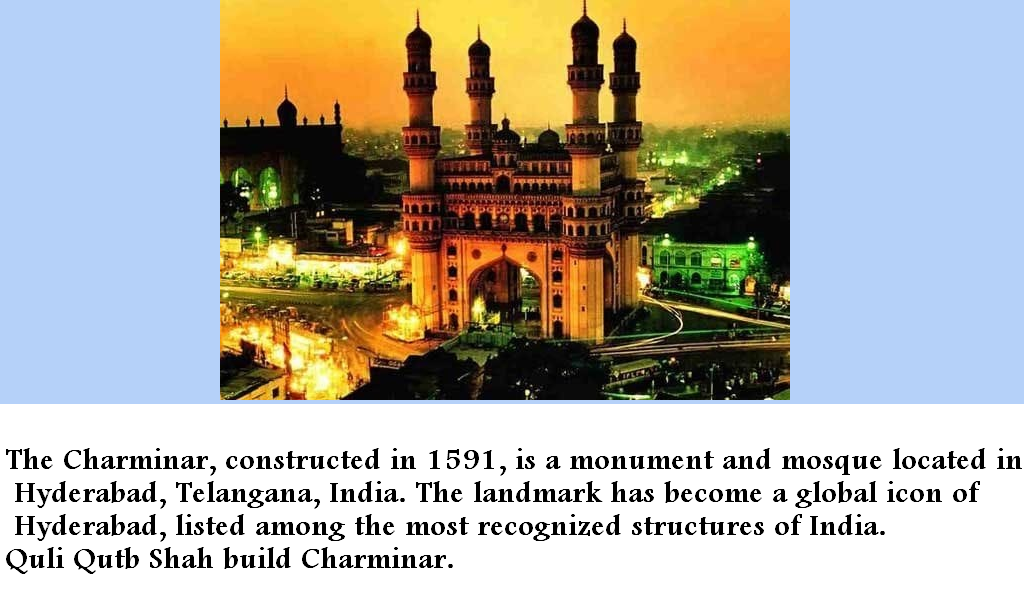 The Charminar, constructed in 1591, is a monument and mosque located in
Hyderabad, Telangana, India. The landmark has become a global icon of
Hyderabad, listed among the most recognized structures of India.
Quli Qutb Shah build Charminar.